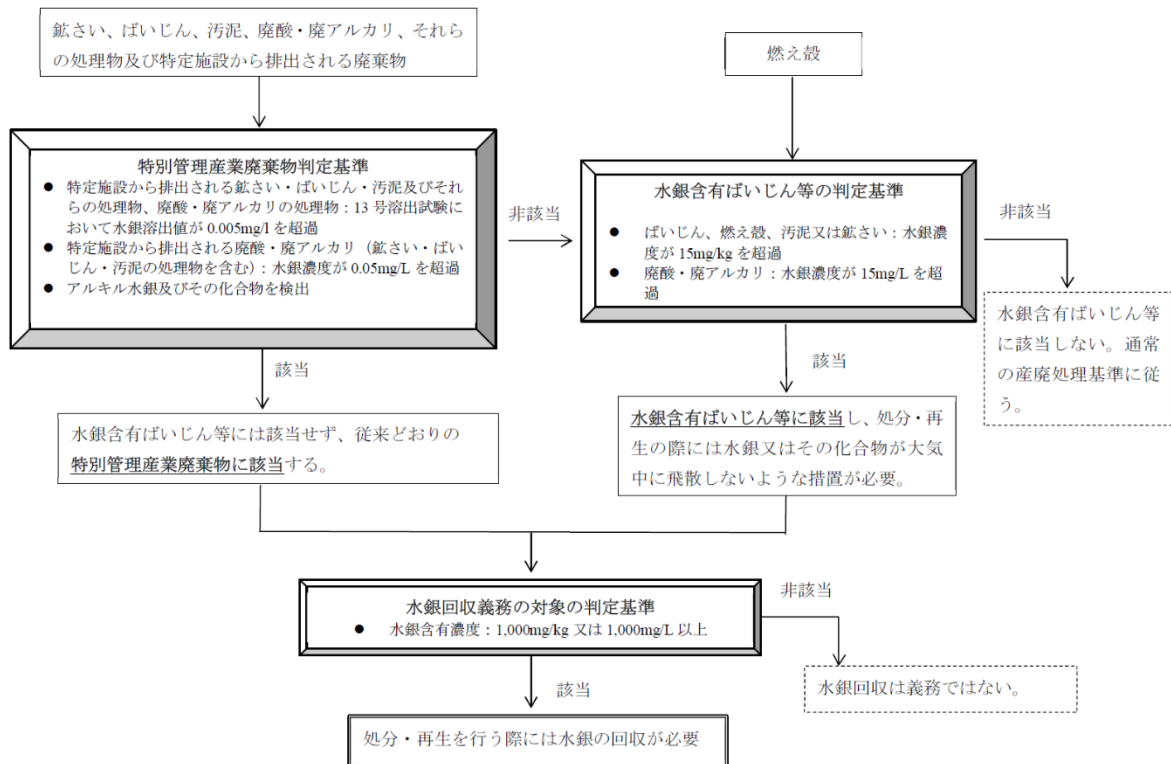 鉱さい、ばいじん、汚泥、廃酸・廃アルカリ、それら
の処理物及び特定施設から排出される廃棄物
燃え殻
特別管理産業廃棄物判定基準
● 特定施設から排出される鉱さい・ばいじん・汚泥及びそれ
らの処理物、廃酸・廃アルカリの処理物：13 号溶出試験に
おいて水銀溶出値が 0.005mg/l を超過
● 特定施設から排出される廃酸・廃アルカリ（鉱さい・ばい
じん・汚泥の処理物を含む）：水銀濃度が 0.05mg/L を超過
● アルキル水銀及びその化合物を検出
非該当
水銀含有ばいじん等の判定基準
● ばいじん、燃え殻、汚泥又は鉱さい：水銀濃
度が 15mg/kg を超過
● 廃酸・廃アルカリ：水銀濃度が 15mg/L を超
過
非該当
水銀含有ばいじん等
に該当しない。通常
の産廃処理基準に従
う。
該当
該当
水銀含有ばいじん等には該当せず、従来どおりの
特別管理産業廃棄物に該当する。
水銀含有ばいじん等に該当し、処分・再
生の際には水銀又はその化合物が大気
中に飛散しないような措置が必要。
水銀回収義務の対象の判定基準
● 水銀含有濃度：1,000mg/kg 又は 1,000mg/L 以上
非該当
水銀回収は義務ではない。
該当
処分・再生を行う際には水銀の回収が必要